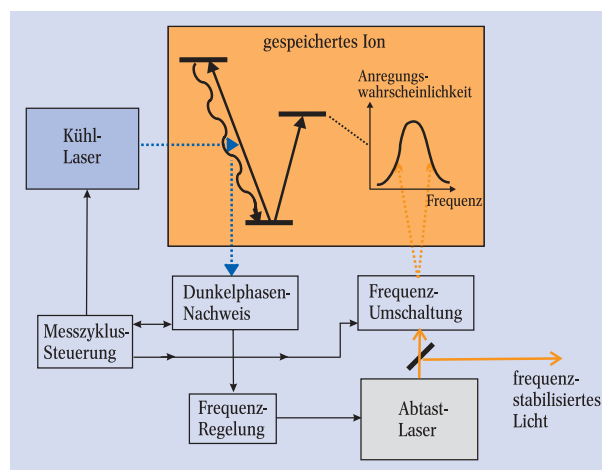 gespeichertes Ion
Anregungs-
wahrscheinlichkeit
Kühl-
Laser
Frequenz
Dunkelphasen-
Nachweis
Frequenz-
Umschaltung
Messzyklus-
Steuerung
Frequenz-
Regelung
Abtast-
Laser
frequenz-
stabilisiertes
Licht